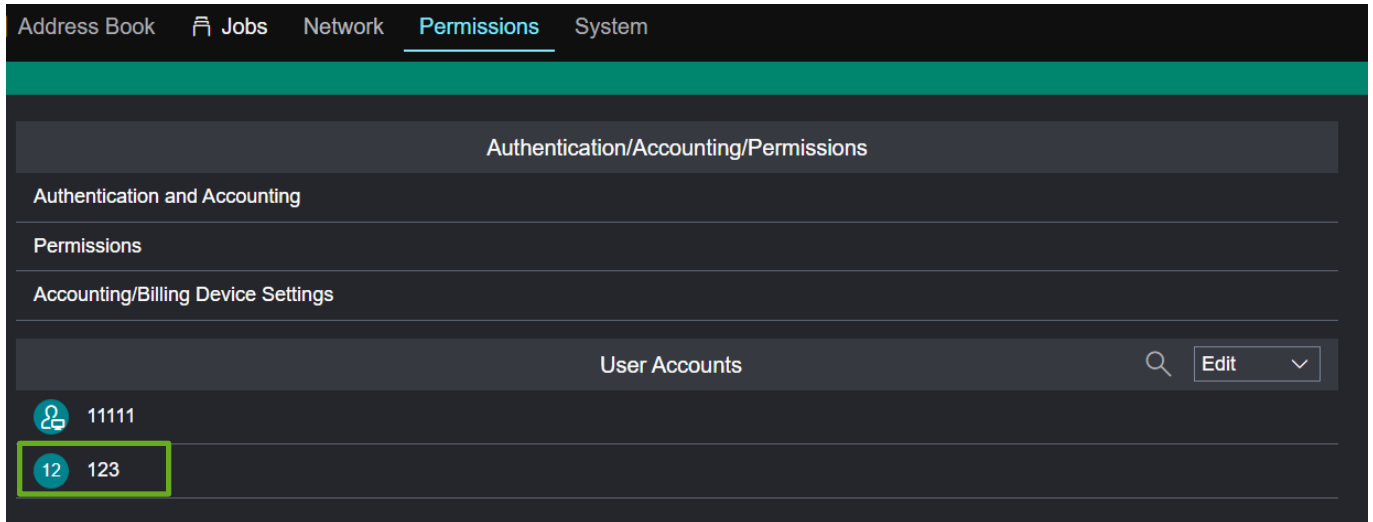 Address Book Jobs Network Permissions System
Authentication/Accounting/Permissions
Authentication and Accounting
Permissions
Accounting/Billing Device Settings
User Accounts Edit
11111
12 123